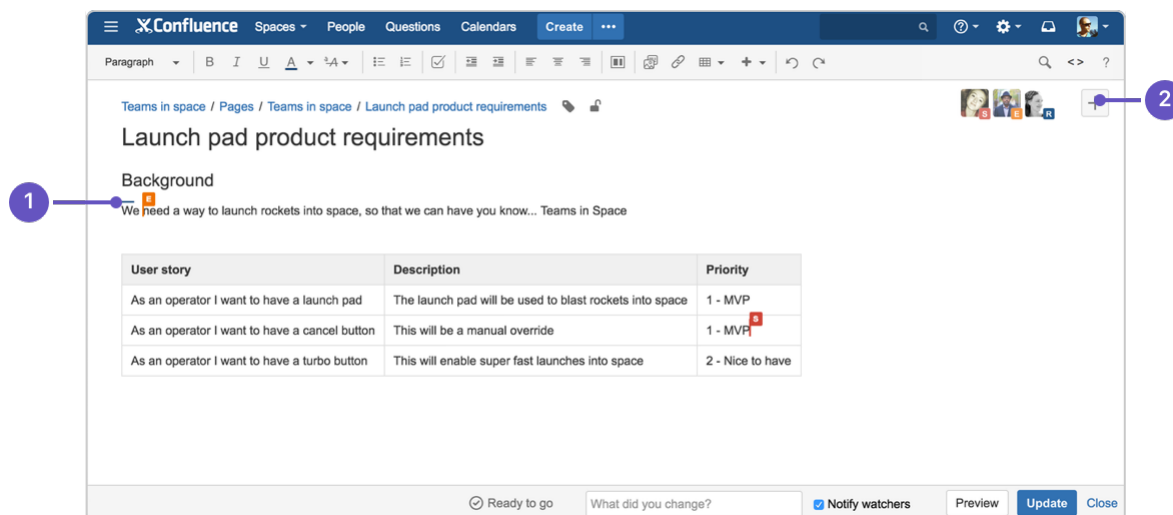 Confluence Spaces People Questions Calendars Create •••
Paragraph B I U A A <> ?
Teams in space / Pages / Teams in space / Launch pad product requirements
S E R
2
Launch pad product requirements
Background
1
E
We need a way to launch rockets into space, so that we can have you know... Teams in Space
User story Description Priority
As an operator I want to have a launch pad The launch pad will be used to blast rockets into space 1 - MVP
S
As an operator I want to have a cancel button This will be a manual override 1 - MVP
As an operator I want to have a turbo button This will enable super fast launches into space 2 - Nice to have
Ready to go What did you change? Notify watchers Preview Update Close